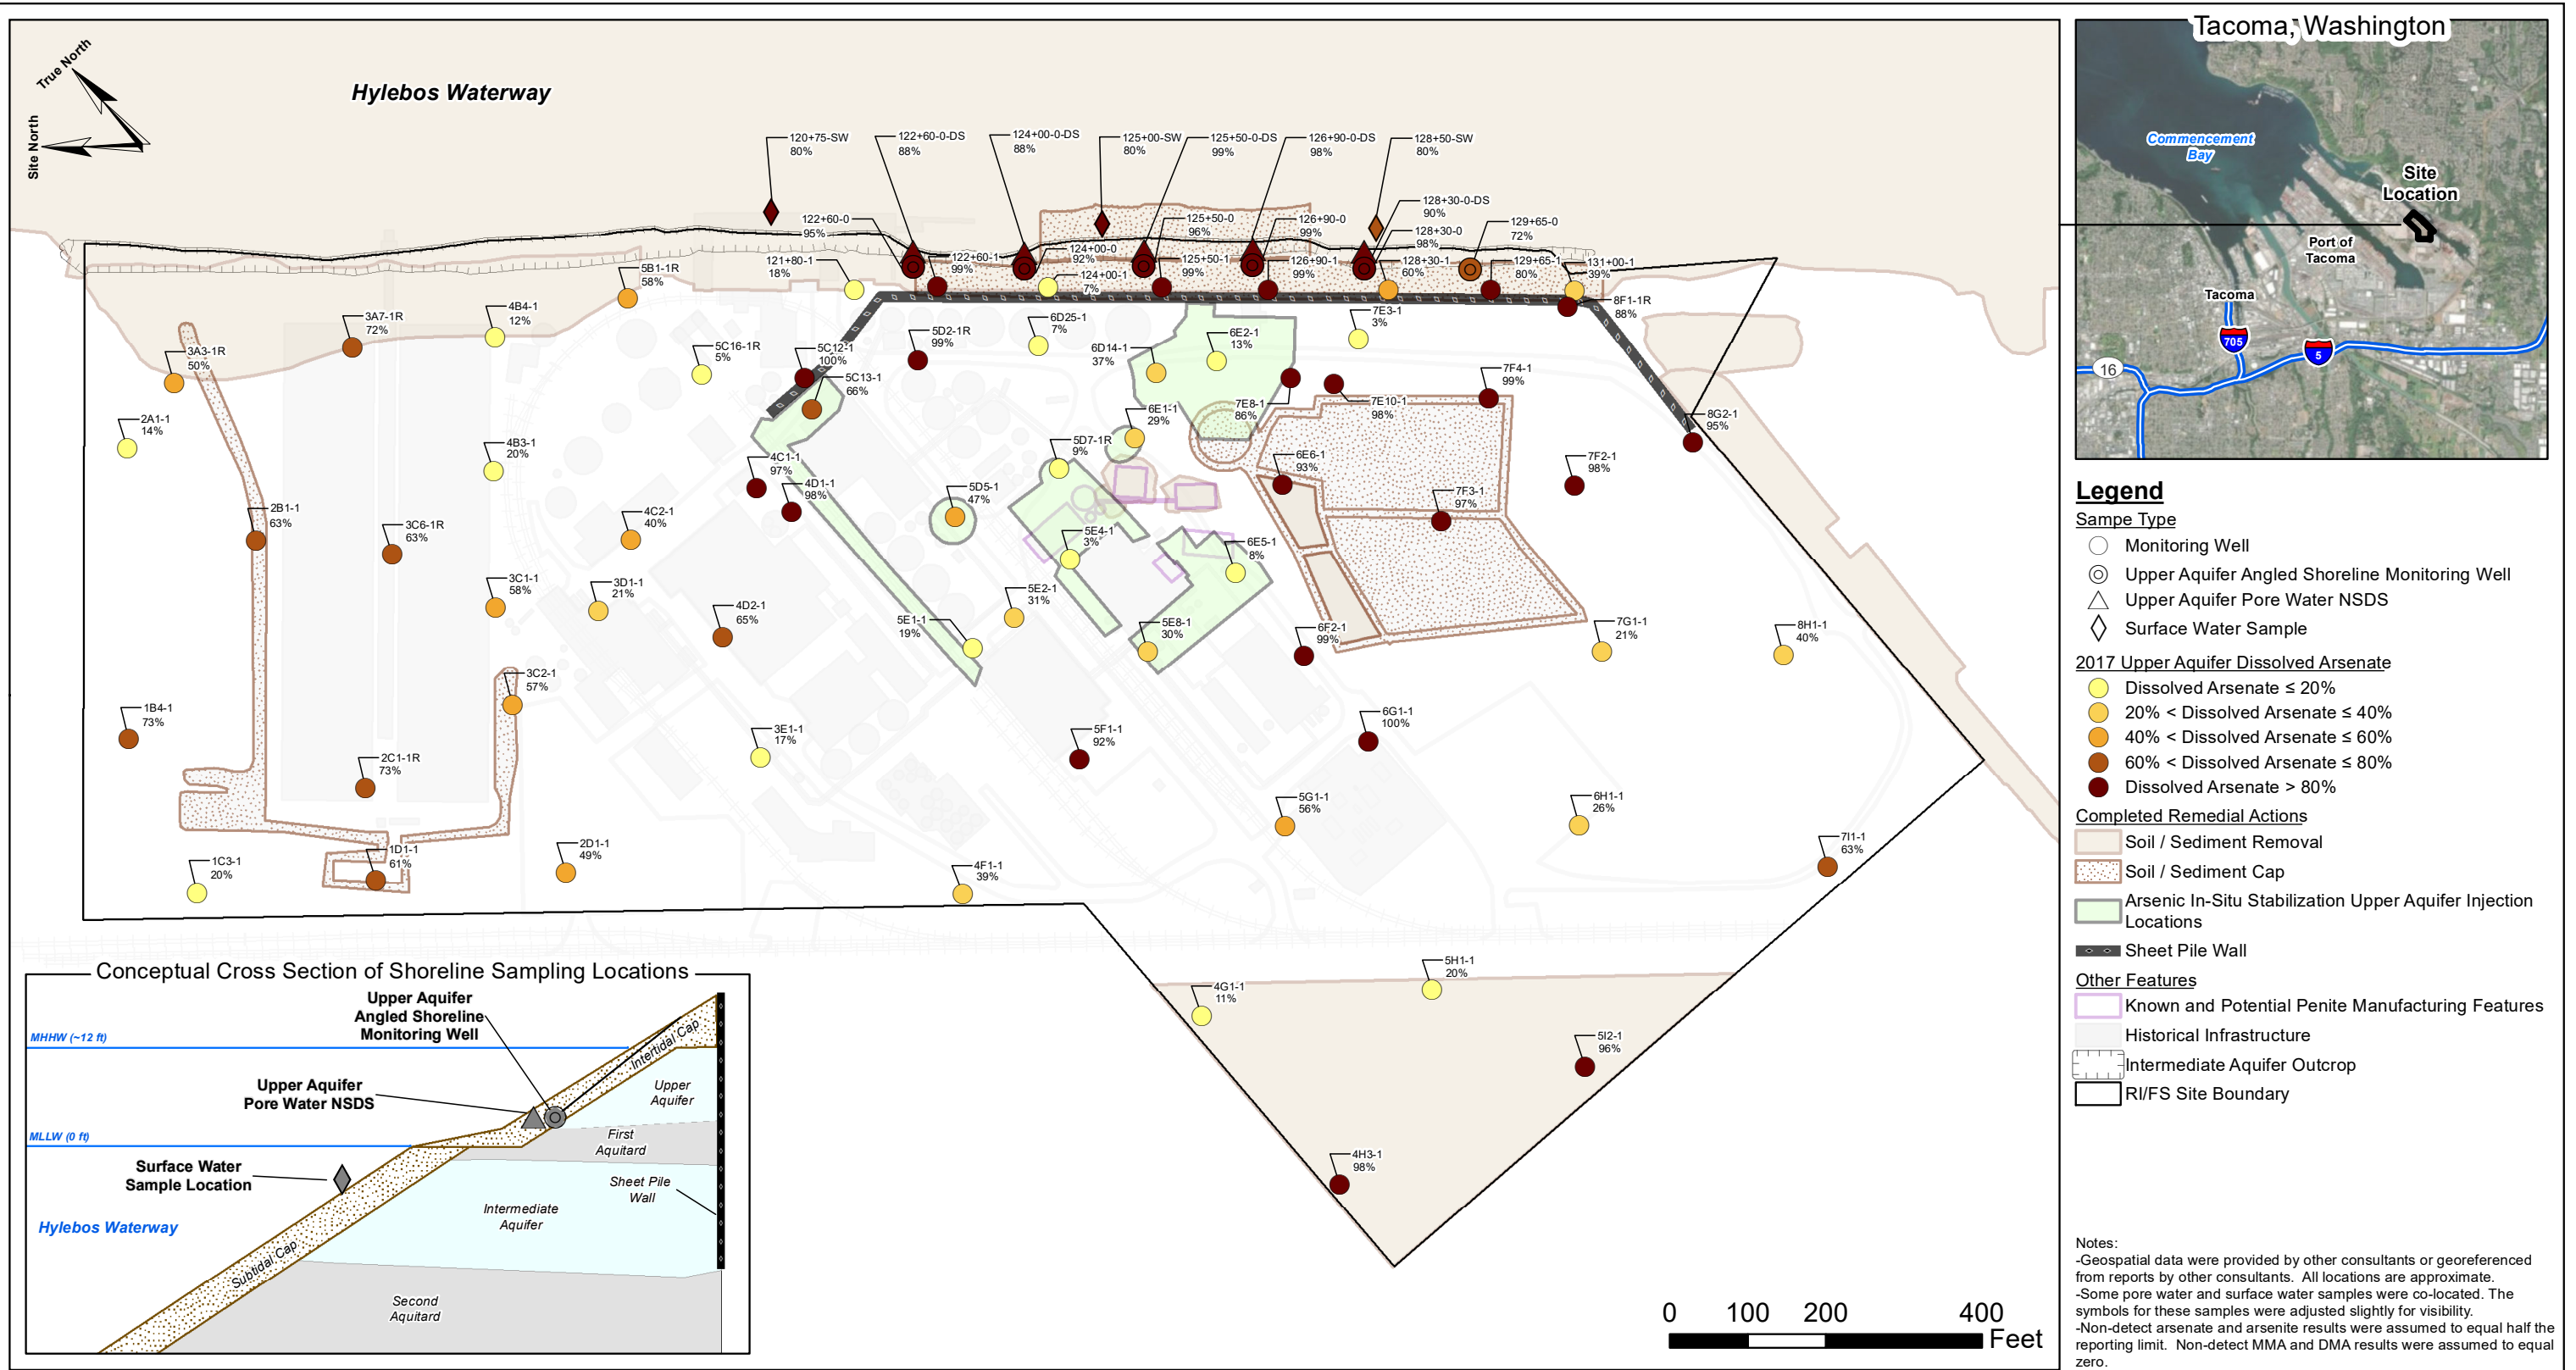 True North
Site North
Hylebos Waterway
120+75-SW
80%
122+60-0-DS
88%
124+00-0-DS
88%
125+00-SW
80%
125+50-0-DS
99%
126+90-0-DS
98%
128+50-SW
80%
128+30-0-DS
90%
122+60-0
95%
125+50-0
96%
126+90-0
99%
128+30-0
98%
129+65-0
72%
121+80-1
18%
122+60-1
99%
124+00-0
92%
124+00-1
7%
125+50-1
99%
126+90-1
99%
128+30-1
60%
129+65-1
80%
131+00-1
39%
8F1-1R
88%
5B1-1R
58%
4B4-1
12%
3A7-1R
72%
3A3-1R
50%
5C16-1R
5%
5C12-1
100%
5C13-1
66%
5D2-1R
99%
6D25-1
7%
6D14-1
37%
6E2-1
13%
7E3-1
3%
7E8-1
86%
7E10-1
98%
7F4-1
99%
8G2-1
95%
2A1-1
14%
4B3-1
20%
6E1-1
29%
5D7-1R
9%
4C1-1
97%
4D1-1
98%
5D5-1
47%
6E6-1
93%
7F2-1
98%
7F3-1
97%
2B1-1
63%
3C6-1R
63%
4C2-1
40%
5E4-1
3%
6E5-1
8%
3C1-1
58%
3D1-1
21%
4D2-1
65%
5E2-1
31%
5E1-1
19%
5E8-1
30%
6F2-1
99%
7G1-1
21%
8H1-1
40%
3C2-1
57%
1B4-1
73%
3E1-1
17%
5F1-1
92%
6G1-1
100%
2C1-1R
73%
5G1-1
56%
6H1-1
26%
7I1-1
63%
1C3-1
20%
1D1-1
61%
2D1-1
49%
4F1-1
39%
4G1-1
11%
5H1-1
20%
5I2-1
96%
4H3-1
98%
Conceptual Cross Section of Shoreline Sampling Locations
Upper Aquifer
Angled Shoreline
Monitoring Well
MHHW (~12 ft)
Intertidal Cap
Upper Aquifer
Pore Water NSDS
Upper
Aquifer
MLLW (0 ft)
First
Aquitard
Surface Water
Sample Location
Sheet Pile
Wall
Intermediate
Aquifer
Hylebos Waterway
Subtidal Cap
Second
Aquitard
0 100 200 400
Feet
Tacoma, Washington
Commencement
Bay
Site
Location
Port of
Tacoma
Tacoma
705
5
16
Legend
Sampe Type
Monitoring Well
Upper Aquifer Angled Shoreline Monitoring Well
Upper Aquifer Pore Water NSDS
Surface Water Sample
2017 Upper Aquifer Dissolved Arsenate
Dissolved Arsenate ≤ 20%
20% < Dissolved Arsenate ≤ 40%
40% < Dissolved Arsenate ≤ 60%
60% < Dissolved Arsenate ≤ 80%
Dissolved Arsenate > 80%
Completed Remedial Actions
Soil / Sediment Removal
Soil / Sediment Cap
Arsenic In-Situ Stabilization Upper Aquifer Injection
Locations
Sheet Pile Wall
Other Features
Known and Potential Penite Manufacturing Features
Historical Infrastructure
Intermediate Aquifer Outcrop
RI/FS Site Boundary
Notes:
-Geospatial data were provided by other consultants or georeferenced
from reports by other consultants. All locations are approximate.
-Some pore water and surface water samples were co-located. The
symbols for these samples were adjusted slightly for visibility.
-Non-detect arsenate and arsenite results were assumed to equal half the
reporting limit. Non-detect MMA and DMA results were assumed to equal
zero.